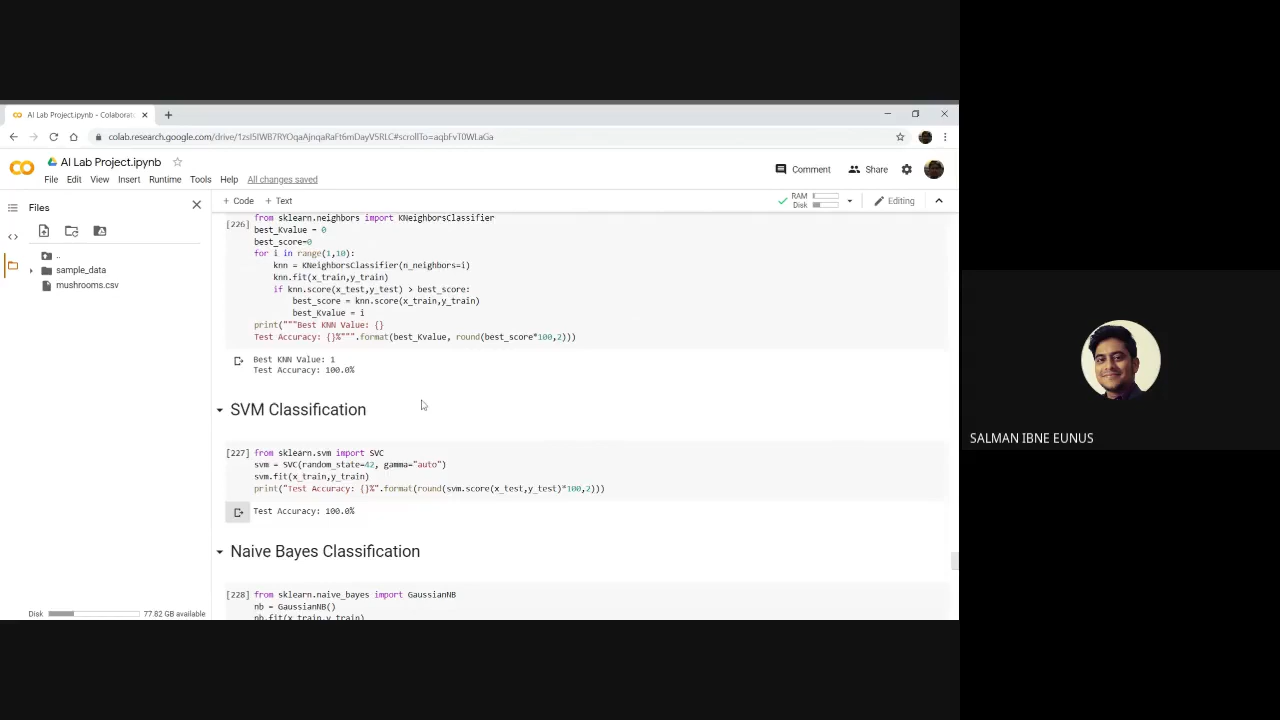 AI Lab Project.ipynb - Colaborat
colab.research.google.com/drive/1zsI5IWB7RYOqaAjnqaRaFt6mDayV5RLC#scrollTo=aqbFvT0WLaGa
AI Lab Project.ipynb
Comment
Share
File Edit View Insert Runtime Tools Help All changes saved
Files
+ Code + Text
RAM
Disk
Editing
..
sample_data
mushrooms.csv
[226]
from sklearn.neighbors import KNeighborsClassifier
best_Kvalue = 0
best_score=0
for i in range(1,10):
knn = KNeighborsClassifier(n_neighbors=i)
knn.fit(x_train,y_train)
if knn.score(x_test,y_test) > best_score:
best_score = knn.score(x_train,y_train)
best_Kvalue = i
print("""Best KNN Value: {}
Test Accuracy: {}%""".format(best_Kvalue, round(best_score*100,2)))
Best KNN Value: 1
Test Accuracy: 100.0%
SVM Classification
[227] from sklearn.svm import SVC
svm = SVC(random_state=42, gamma="auto")
svm.fit(x_train,y_train)
print("Test Accuracy: {}%".format(round(svm.score(x_test,y_test)*100,2)))
Test Accuracy: 100.0%
Naive Bayes Classification
[228] from sklearn.naive_bayes import GaussianNB
nb = GaussianNB()
nb.fit(x_train,y_train)
Disk 77.82 GB available
SALMAN IBNE EUNUS